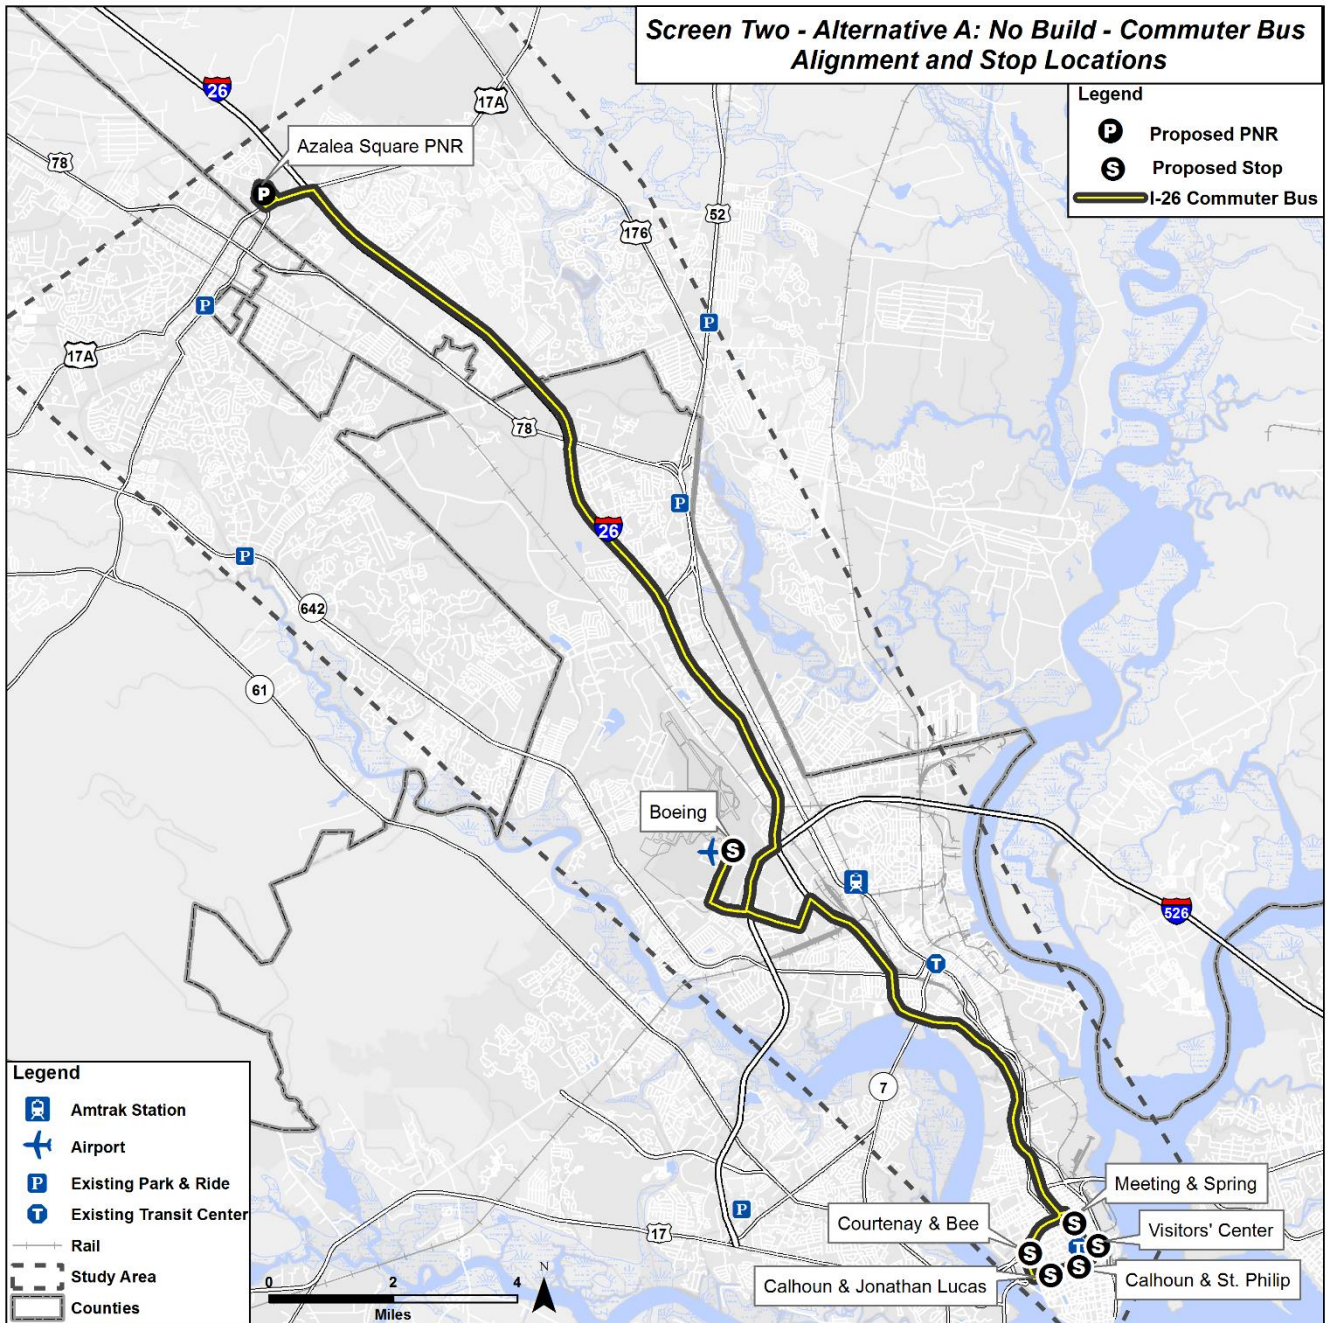 Screen Two - Alternative A: No Build - Commuter Bus
Alignment and Stop Locations
Legend
P Proposed PNR
S Proposed Stop
I-26 Commuter Bus
26
17A
Azalea Square PNR
78
P
176
52
P
P
17A
78
P
26
P
642
61
Boeing
S
526
T
7
Meeting & Spring
Courtenay & Bee
S
Visitors' Center
S
S
T
Calhoun & Jonathan Lucas
S
S
Calhoun & St. Philip
P
17
Legend
Amtrak Station
Airport
P Existing Park & Ride
T Existing Transit Center
Rail
Study Area
Counties
0 2 4
Miles
N